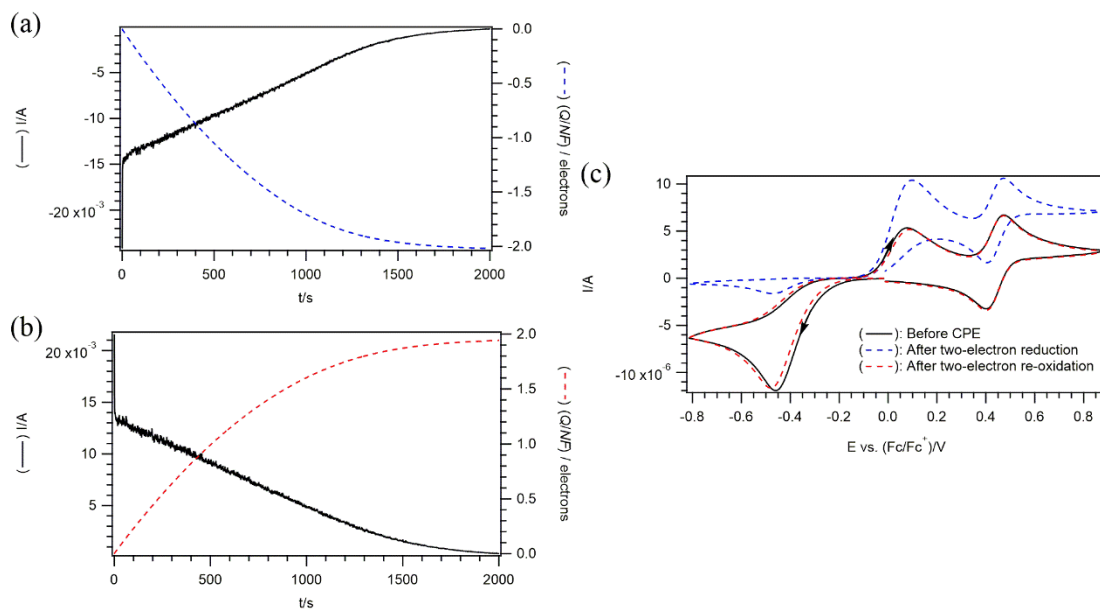 (a)
(—) I/A
-5
-10
-15
-20 x10⁻³
0.0
-0.5
-1.0
-1.5
-2.0
(---) (Q/NF) / electrons
0
500
1000
1500
2000
t/s
(b)
(—) I/A
20 x10⁻³
15
10
5
2.0
1.5
1.0
0.5
0.0
(---) (Q/NF) / electrons
0
500
1000
1500
2000
t/s
(c)
I/A
10
5
0
-5
-10 x10⁻⁶
(—): Before CPE
(---): After two-electron reduction
(---): After two-electron re-oxidation
-0.8
-0.6
-0.4
-0.2
0.0
0.2
0.4
0.6
0.8
E vs. (Fc/Fc⁺)/V